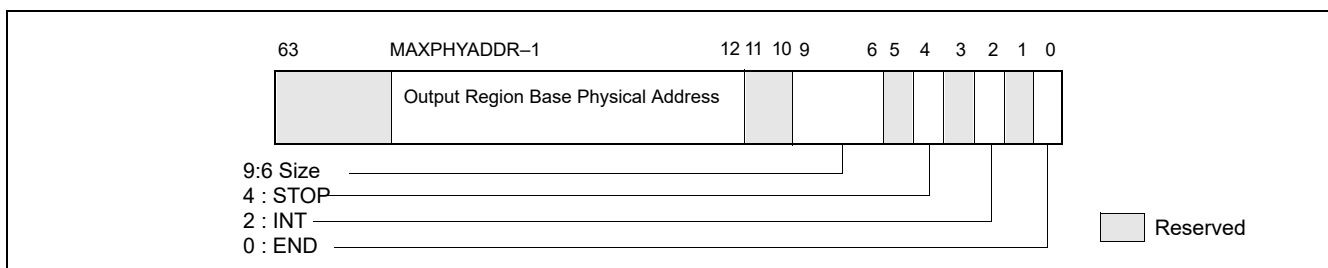 63 MAXPHYADDR–1 12 11 10 9 6 5 4 3 2 1 0
Output Region Base Physical Address
9:6 Size
4 : STOP
2 : INT
0 : END
Reserved